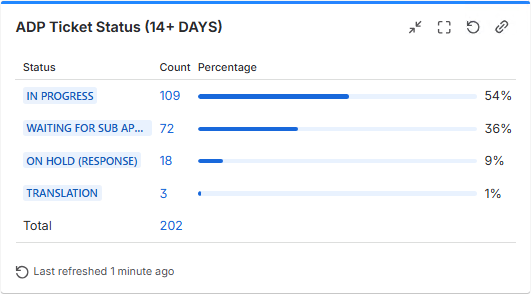 ADP Ticket Status (14+ DAYS)
Status Count Percentage
IN PROGRESS 109 54%
WAITING FOR SUB AP... 72 36%
ON HOLD (RESPONSE) 18 9%
TRANSLATION 3 1%
Total 202
Last refreshed 1 minute ago